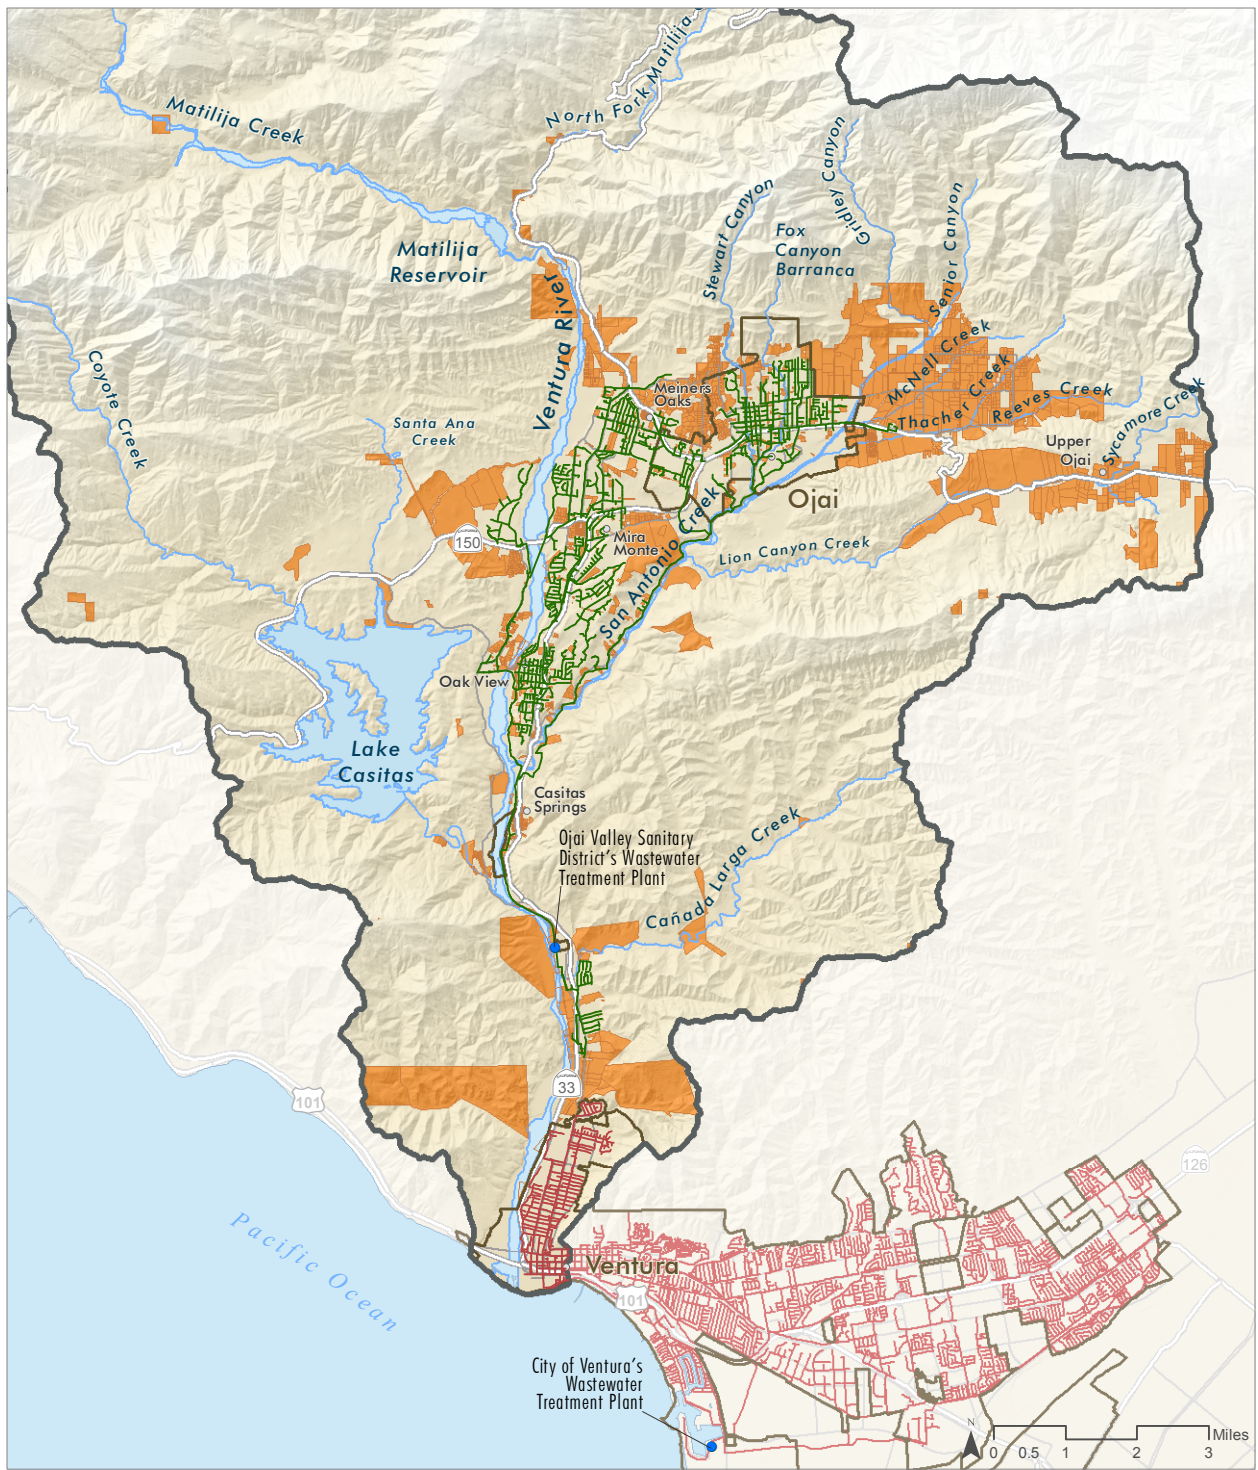 Matilija Creek
North Fork Matilija
Gridley Canyon
Stewart Canyon
Senior Canyon
Fox
Canyon
Barranca
Matilija
Reservoir
Ventura River
Coyote Creek
McNell Creek
Thacher Creek
Reeves Creek
Sycamore Creek
Meiners
Oaks
Santa Ana
Creek
Upper
Ojai
Ojai
CALIFORNIA
150
Mira
Monte
San Antonio Creek
Lion Canyon Creek
Oak View
Lake
Casitas
Casitas
Springs
Ojai Valley Sanitary
District's Wastewater
Treatment Plant
Cañada Larga Creek
CALIFORNIA
33
101
126
Pacific Ocean
Ventura
101
City of Ventura's
Wastewater
Treatment Plant
N
Miles
0 0.5 1 2 3